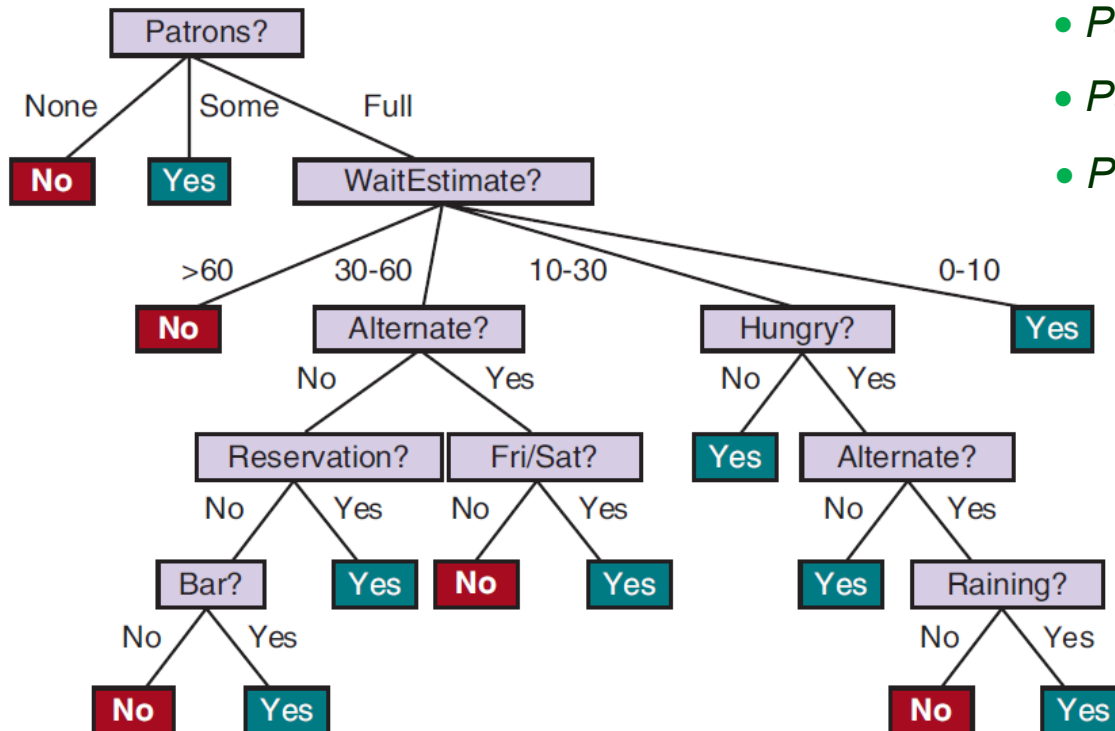 Patrons?
• P
None Some Full
• P
No Yes WaitEstimate?
• P
>60 30-60 10-30 0-10
No Alternate? Hungry? Yes
No Yes No Yes
Reservation? Fri/Sat? Yes Alternate?
No Yes No Yes No Yes
Bar? Yes No Yes Yes Raining?
No Yes No Yes
No Yes No Yes